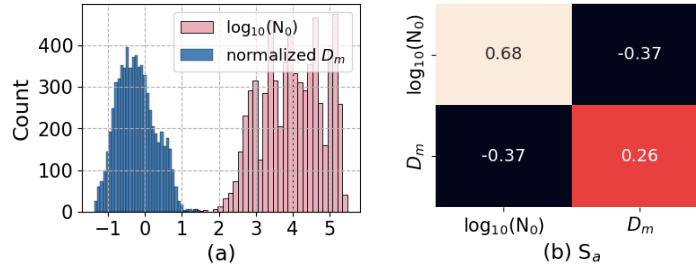 log₁₀(N₀)
normalized Dₘ
Count
400
300
200
100
0
−1 0 1 2 3 4 5
(a)
log₁₀(N₀)
Dₘ
0.68 -0.37
-0.37 0.26
log₁₀(N₀) Dₘ
(b) Sₐ